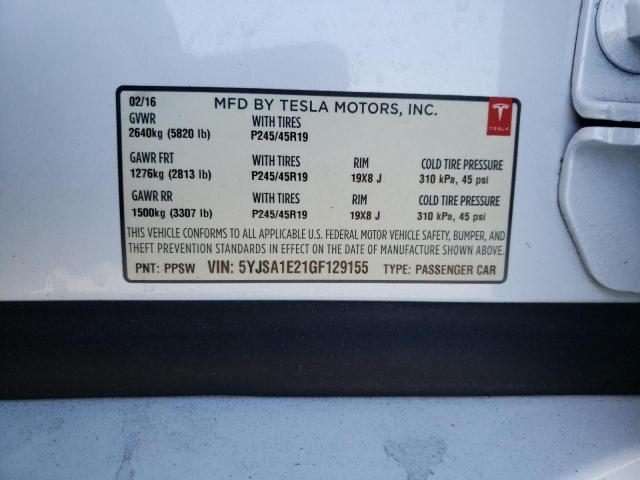 02/16 MFD BY TESLA MOTORS, INC.
GVWR WITH TIRES
2640kg (5820 lb) P245/45R19
TESLA
GAWR FRT WITH TIRES RIM COLD TIRE PRESSURE
1276kg (2813 lb) P245/45R19 19X8 J 310 kPa, 45 psi
GAWR RR WITH TIRES RIM COLD TIRE PRESSURE
1500kg (3307 lb) P245/45R19 19X8 J 310 kPa, 45 psi
THIS VEHICLE CONFORMS TO ALL APPLICABLE U.S. FEDERAL MOTOR VEHICLE SAFETY, BUMPER, AND
THEFT PREVENTION STANDARDS IN EFFECT ON THE DATE OF MANUFACTURE SHOWN ABOVE.
PNT: PPSW VIN: 5YJSA1E21GF129155 TYPE: PASSENGER CAR